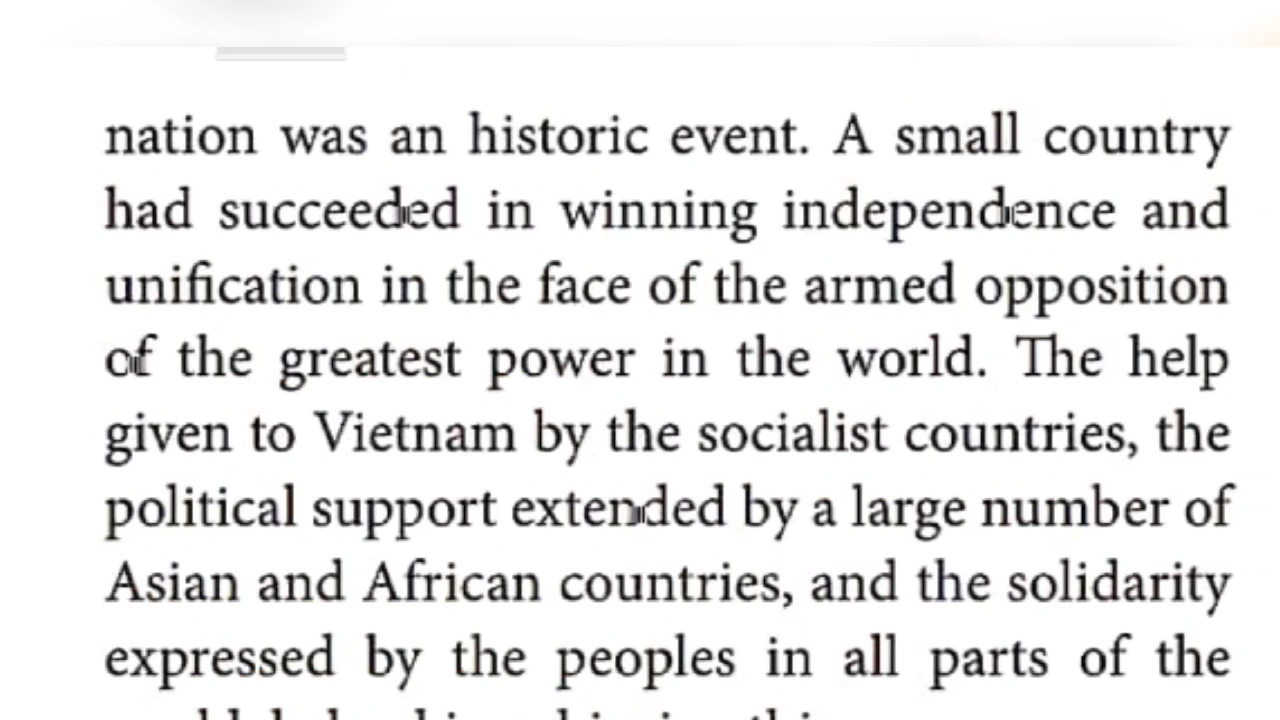 nation was an historic event. A small country
had succeeded in winning independence and
unification in the face of the armed opposition
of the greatest power in the world. The help
given to Vietnam by the socialist countries, the
political support extended by a large number of
Asian and African countries, and the solidarity
expressed by the peoples in all parts of the